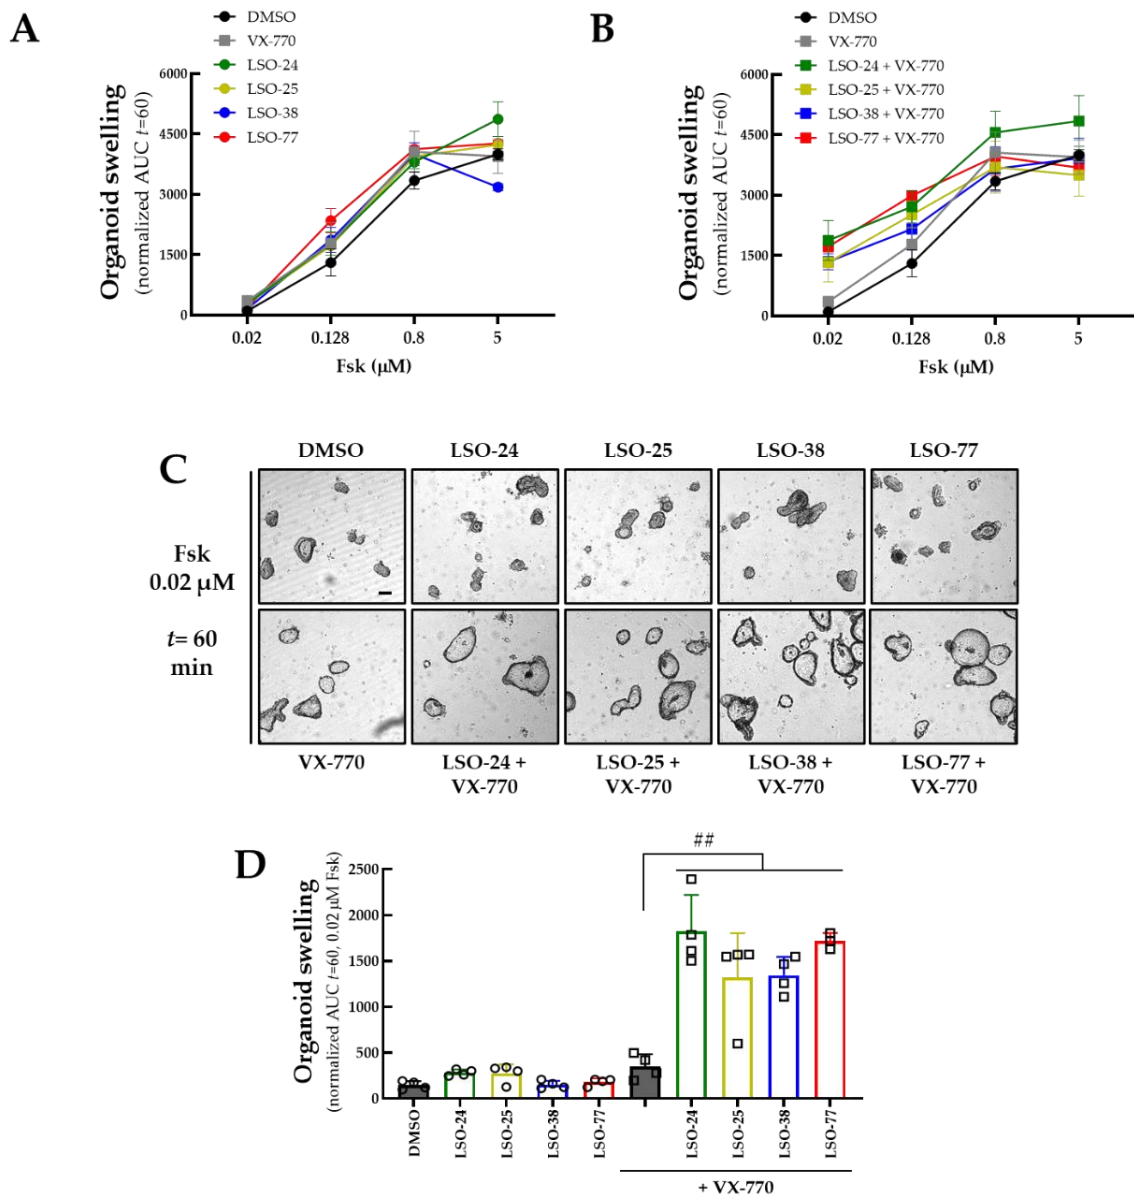 A
DMSO
VX-770
LSO-24
LSO-25
LSO-38
LSO-77
Organoid swelling
(normalized AUC t=60)
6000
4500
3000
1500
0
0.02
0.128
0.8
5
Fsk (µM)
B
DMSO
VX-770
LSO-24 + VX-770
LSO-25 + VX-770
LSO-38 + VX-770
LSO-77 + VX-770
Organoid swelling
(normalized AUC t=60)
6000
4500
3000
1500
0
0.02
0.128
0.8
5
Fsk (µM)
C
DMSO
LSO-24
LSO-25
LSO-38
LSO-77
Fsk
0.02 µM
t= 60
min
VX-770
LSO-24 +
VX-770
LSO-25 +
VX-770
LSO-38 +
VX-770
LSO-77 +
VX-770
D
Organoid swelling
(normalized AUC t=60, 0.02 µM Fsk)
2500
2000
1500
1000
500
0
##
DMSO
LSO-24
LSO-25
LSO-38
LSO-77
LSO-24
LSO-25
LSO-38
LSO-77
+ VX-770